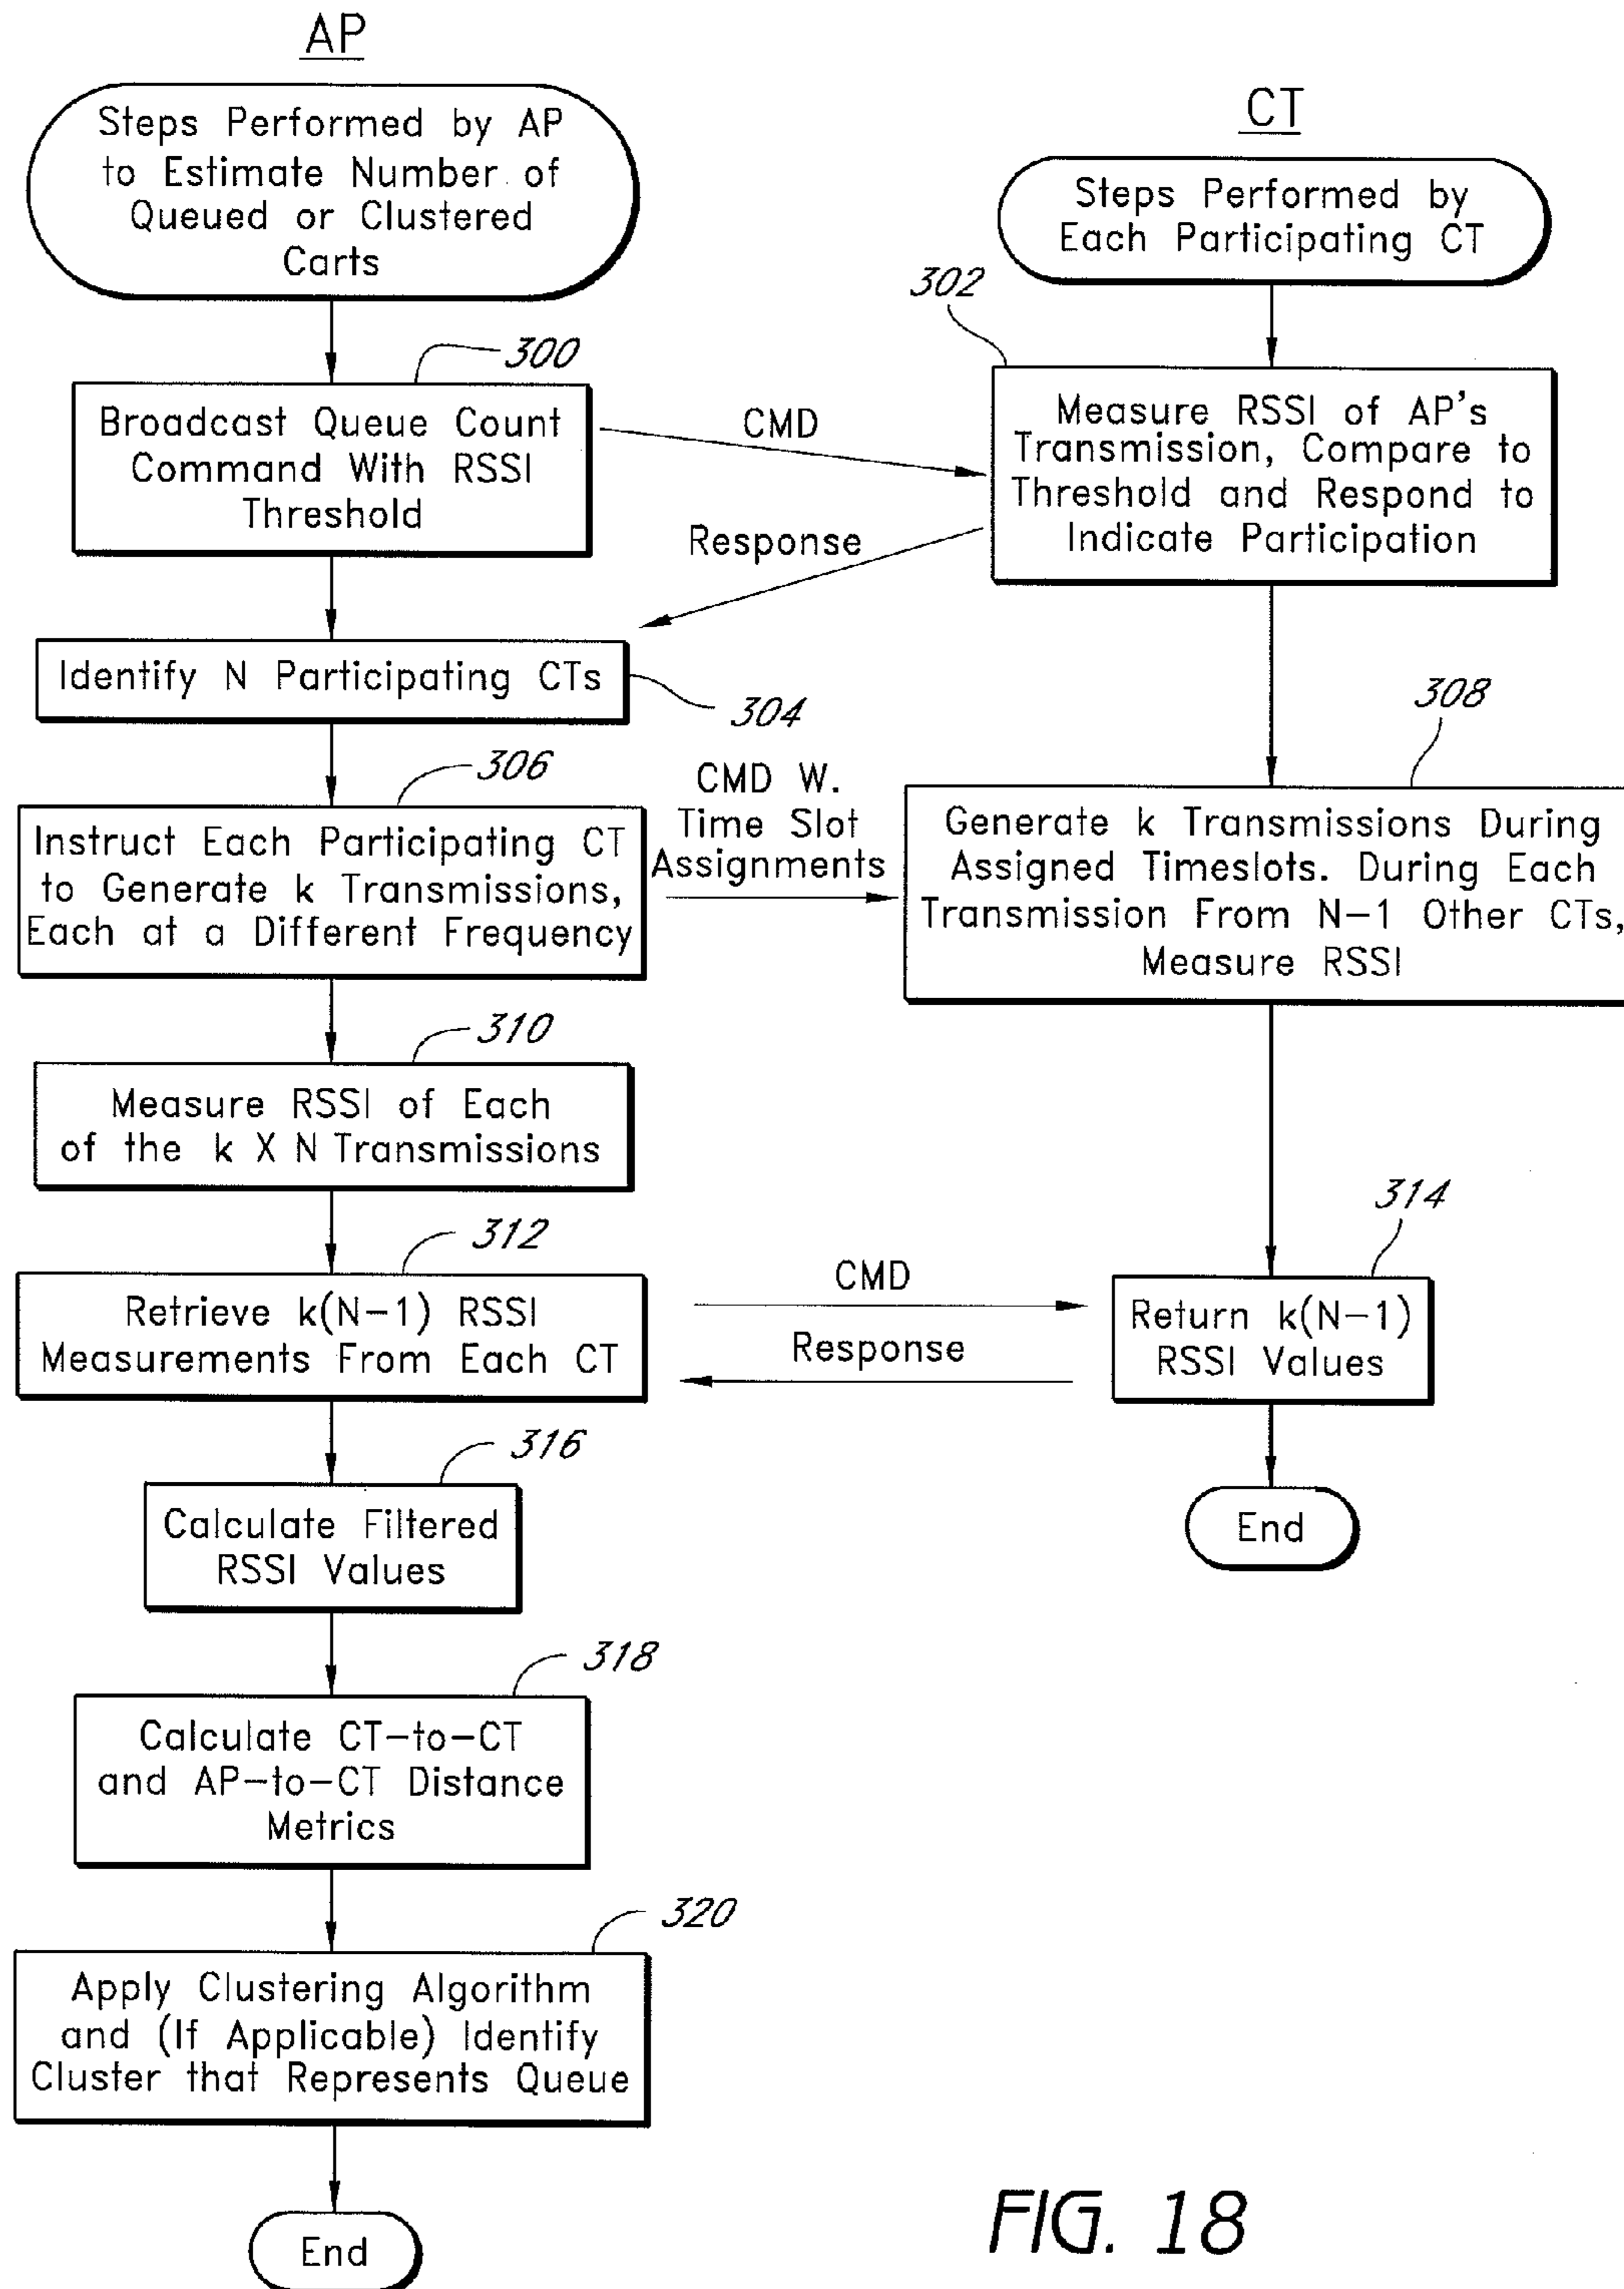 AP
Steps Performed by AP
to Estimate Number of
Queued or Clustered
Carts
CT
Steps Performed by
Each Participating CT
300
Broadcast Queue Count
Command With RSSI
Threshold
CMD
302
Measure RSSI of AP's
Transmission, Compare to
Threshold and Respond to
Indicate Participation
Response
Identify N Participating CTs
304
306
Instruct Each Participating CT
to Generate k Transmissions,
Each at a Different Frequency
CMD W.
Time Slot
Assignments
308
Generate k Transmissions During
Assigned Timeslots. During Each
Transmission From N-1 Other CTs,
Measure RSSI
310
Measure RSSI of Each
of the k X N Transmissions
312
Retrieve k(N-1) RSSI
Measurements From Each CT
CMD
Response
314
Return k(N-1)
RSSI Values
End
316
Calculate Filtered
RSSI Values
318
Calculate CT-to-CT
and AP-to-CT Distance
Metrics
320
Apply Clustering Algorithm
and (If Applicable) Identify
Cluster that Represents Queue
End
FIG. 18